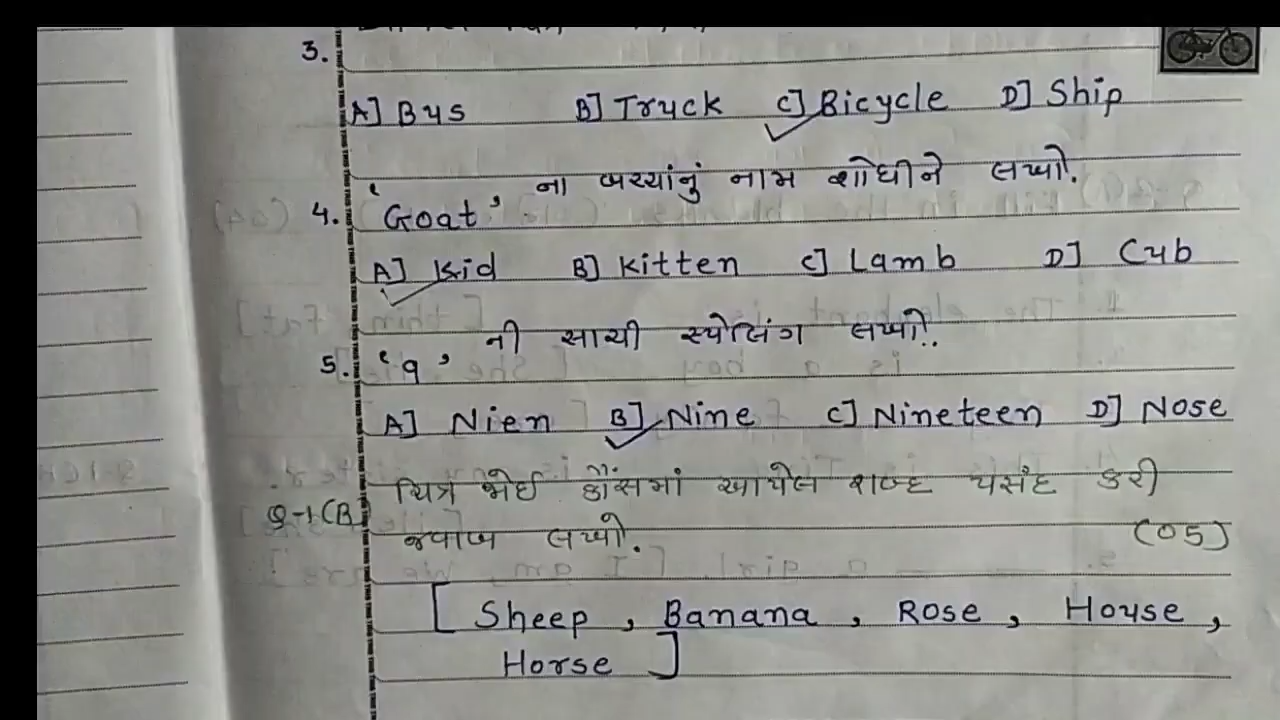 3.
A] Bus B] Truck C] Bicycle D] Ship
4. 'Goat' ના બચ્ચાંનું નામ શોધીને લખો.
A] Kid B] Kitten C] Lamb D] Cub
5. '9' ની સાચી સ્પેલિંગ લખો.
A] Nien B] Nine C] Nineteen D] Nose
Q-1(B) ચિત્ર જોઈ કૌંસમાં આપેલ શબ્દ પસંદ કરી
જવાબ લખો. (05)
[ Sheep , Banana , Rose , House ,
Horse ]